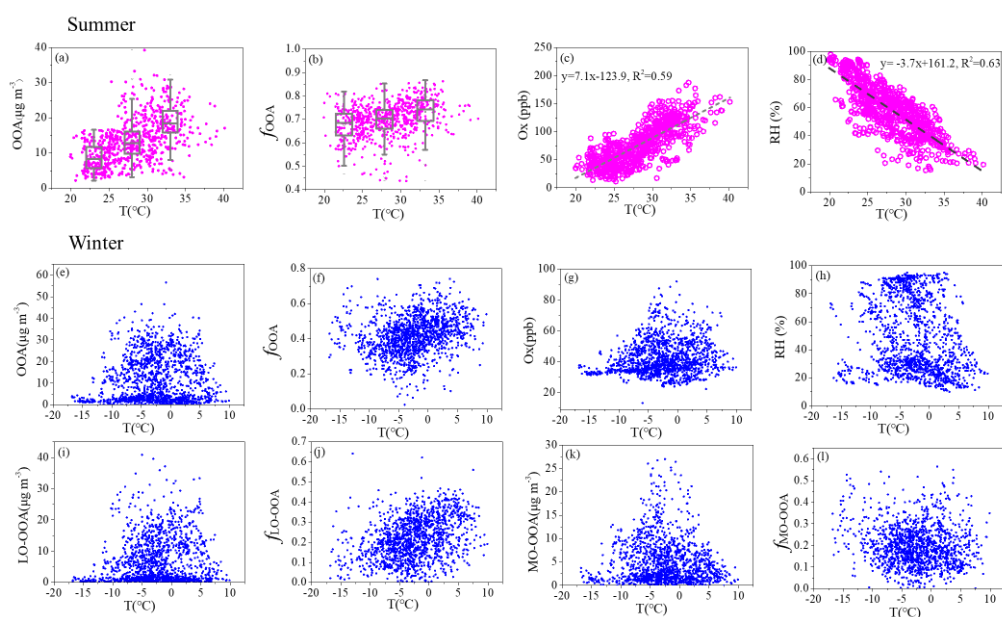 Summer
(a)
OOA(μg m⁻³)
0
10
20
30
40
20 25 30 35 40
T(℃)
(b)
fOOA
0.4
0.5
0.6
0.7
0.8
0.9
1.0
20 25 30 35 40
T(℃)
(c)
y=7.1x-123.9, R²=0.59
Ox (ppb)
0
50
100
150
200
250
20 25 30 35 40
T(℃)
(d)
y= -3.7x+161.2, R²=0.63
RH (%)
0
20
40
60
80
100
20 25 30 35 40
T(℃)
Winter
(e)
OOA(μg m⁻³)
0
10
20
30
40
50
60
-20 -15 -10 -5 0 5 10
T(℃)
(f)
fOOA
0.0
0.2
0.4
0.6
0.8
-20 -15 -10 -5 0 5 10
T(℃)
(g)
Ox(ppb)
20
40
60
80
100
-20 -15 -10 -5 0 5 10
T(℃)
(h)
RH (%)
0
20
40
60
80
100
-20 -15 -10 -5 0 5 10
T(℃)
(i)
LO-OOA(μg m⁻³)
0
10
20
30
40
-20 -15 -10 -5 0 5 10
T(℃)
(j)
fLO-OOA
0.0
0.1
0.2
0.3
0.4
0.5
0.6
0.7
-20 -15 -10 -5 0 5 10
T(℃)
(k)
MO-OOA(μg m⁻³)
0
5
10
15
20
25
30
-20 -15 -10 -5 0 5 10
T(℃)
(l)
fMO-OOA
0.0
0.1
0.2
0.3
0.4
0.5
0.6
-20 -15 -10 -5 0 5 10
T(℃)